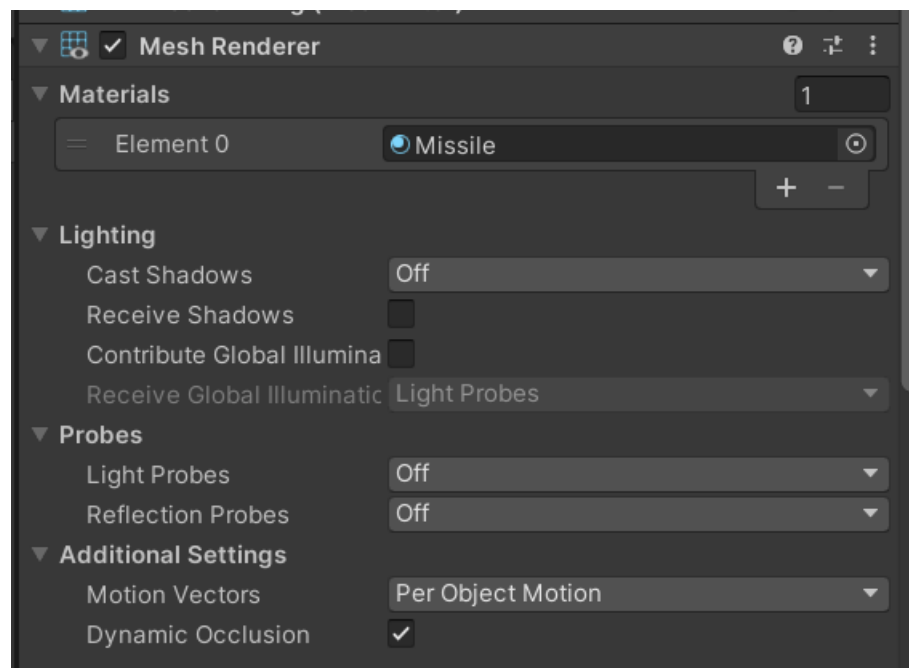 Mesh Renderer
Materials 1
Element 0 Missile
Lighting
Cast Shadows Off
Receive Shadows
Contribute Global Illumina
Receive Global Illuminatic Light Probes
Probes
Light Probes Off
Reflection Probes Off
Additional Settings
Motion Vectors Per Object Motion
Dynamic Occlusion